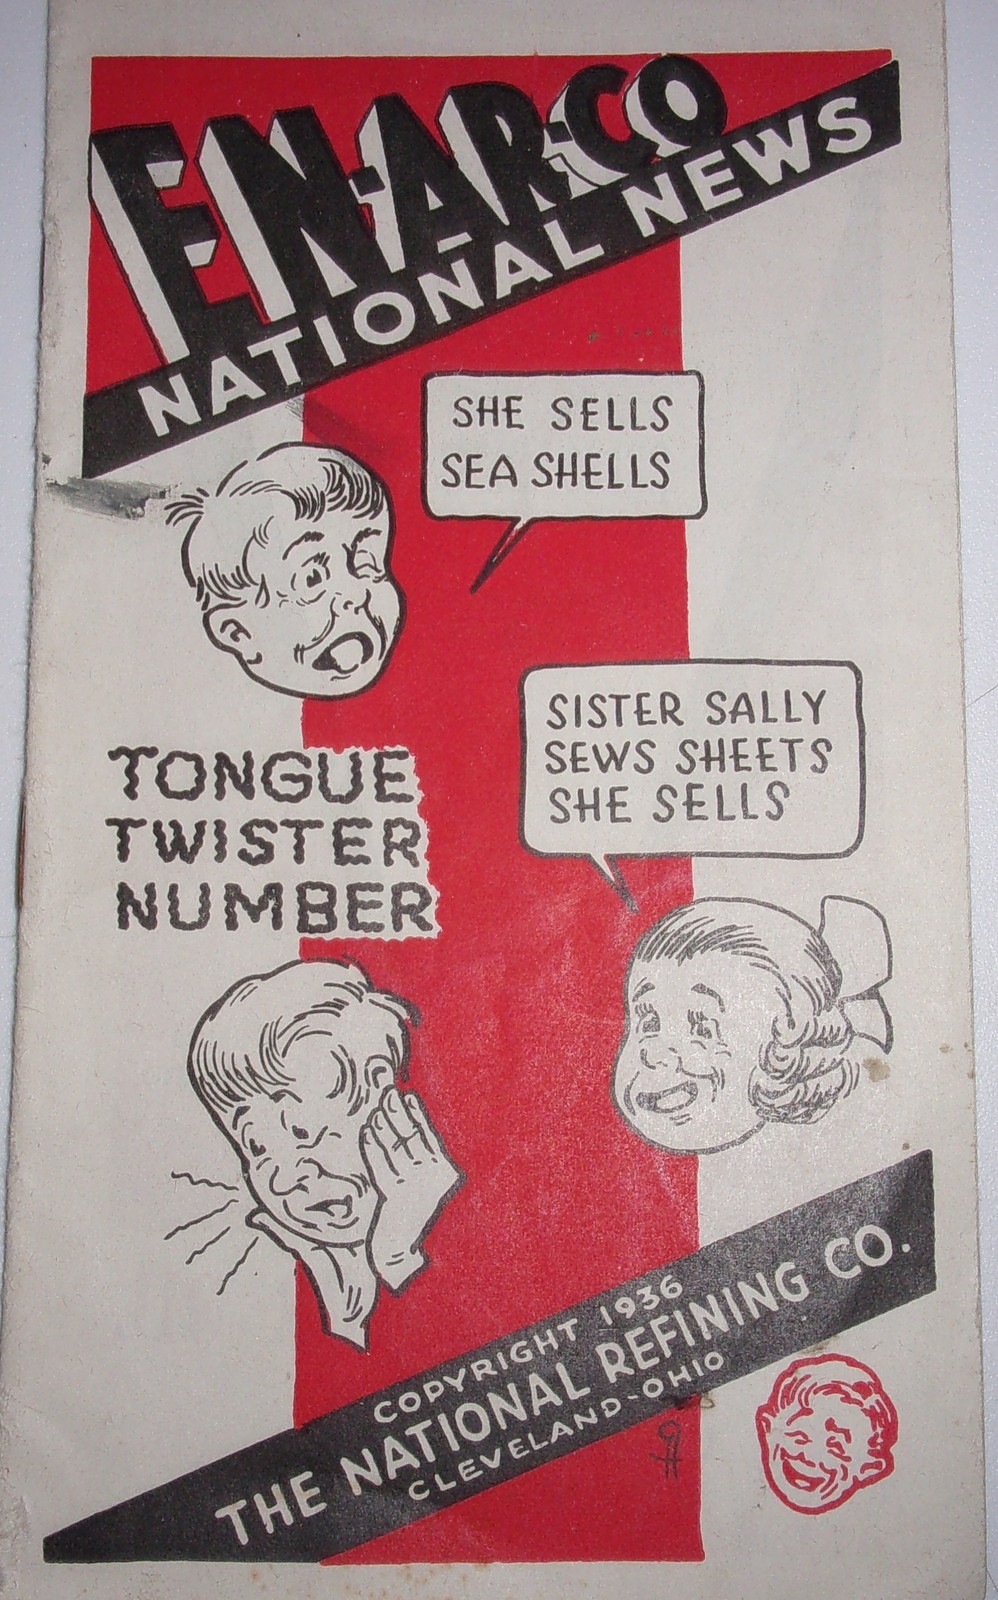 EN-AR-CO
NATIONAL NEWS
SHE SELLS
SEA SHELLS
SISTER SALLY
SEWS SHEETS
SHE SELLS
TONGUE
TWISTER
NUMBER
COPYRIGHT 1936
THE NATIONAL REFINING CO.
CLEVELAND-OHIO